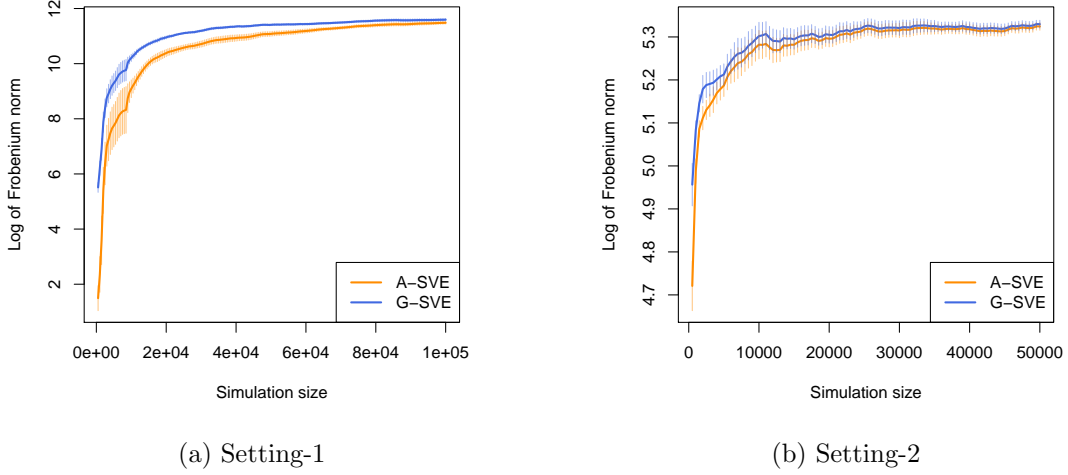 Log of Frobenium norm
12
10
8
6
4
2
A−SVE
G−SVE
0e+00 2e+04 4e+04 6e+04 8e+04 1e+05
Simulation size
(a) Setting-1
Log of Frobenium norm
5.3
5.2
5.1
5.0
4.9
4.8
4.7
A−SVE
G−SVE
0 10000 20000 30000 40000 50000
Simulation size
(b) Setting-2